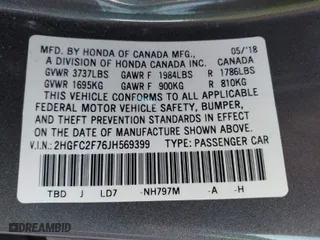 MFD. BY HONDA OF CANADA MFG., 05/'18
A DIVISION OF HONDA CANADA INC. CANADA
GVWR 3737LBS GAWR F 1984LBS R 1786LBS
GVWR 1695KG GAWR F 900KG R 810KG
THIS VEHICLE CONFORMS TO ALL APPLICABLE
FEDERAL MOTOR VEHICLE SAFETY, BUMPER,
AND THEFT PREVENTION STANDARDS IN EFFECT
ON THE DATE OF MANUFACTURE SHOWN ABOVE.
V.I.N.: 2HGFC2F76JH569399 TYPE: PASSENGER CAR
TBD J LD7 -NH797M -A -H
DREAMBID